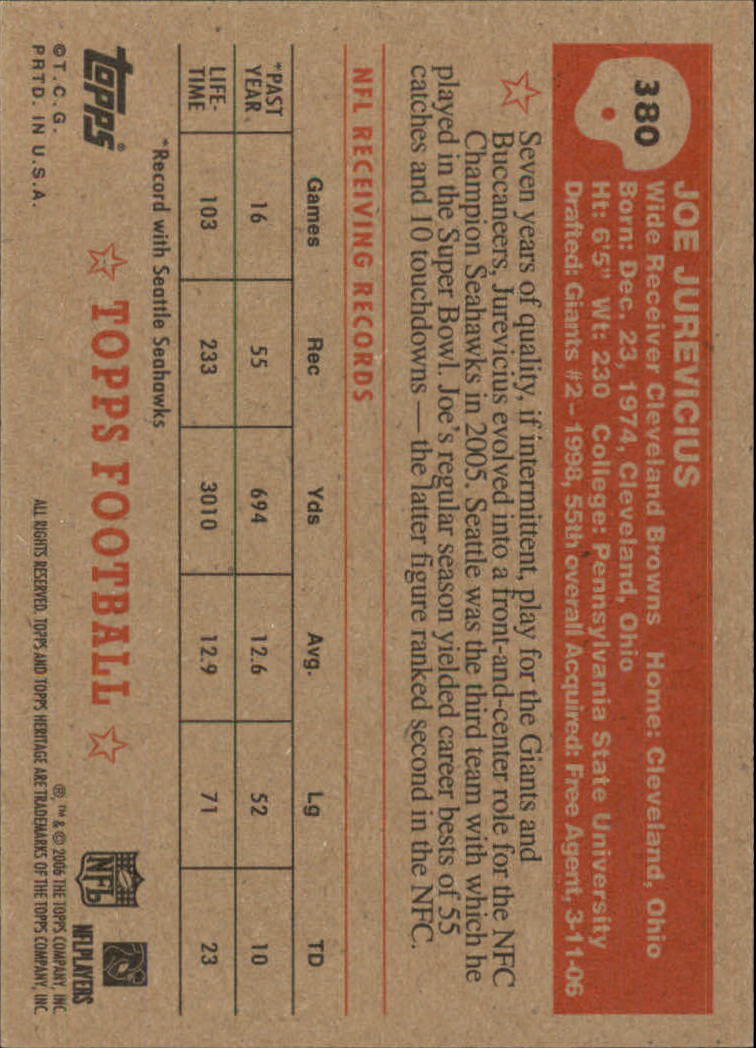 380
JOE JUREVICIUS
Wide Receiver Cleveland Browns Home: Cleveland, Ohio
Born: Dec. 23, 1974, Cleveland, Ohio
Ht: 6'5" Wt: 230 College: Pennsylvania State University
Drafted: Giants #2 – 1998, 55th overall Acquired: Free Agent, 3-11-06
Seven years of quality, if intermittent, play for the Giants and
Buccaneers, Jurevicius evolved into a front-and-center role for the NFC
Champion Seahawks in 2005. Seattle was the third team with which he
played in the Super Bowl. Joe's regular season yielded career bests of 55
catches and 10 touchdowns — the latter figure ranked second in the NFC.
NFL RECEIVING RECORDS
Games Rec Yds Avg. Lg TD
*PAST
YEAR 16 55 694 12.6 52 10
LIFE-
TIME 103 233 3010 12.9 71 23
*Record with Seattle Seahawks
topps® TOPPS FOOTBALL NFL NFLPLAYERS
©T.C.G.
PRTD. IN U.S.A.
®, ™ & © 2006 THE TOPPS COMPANY, INC.
ALL RIGHTS RESERVED. TOPPS AND TOPPS HERITAGE ARE TRADEMARKS OF THE TOPPS COMPANY, INC.